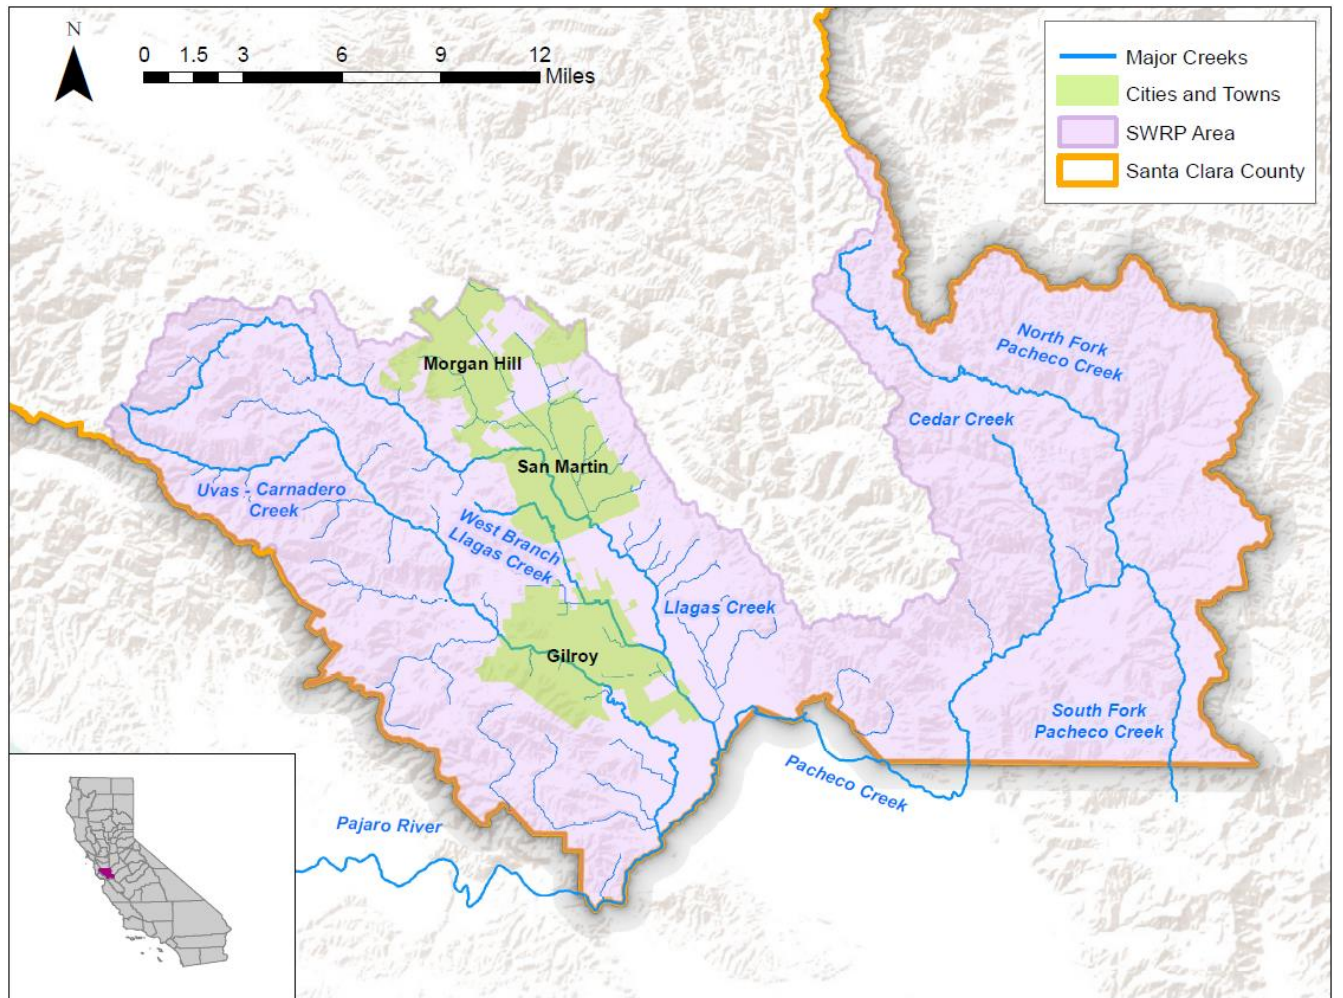 N
0 1.5 3 6 9 12
Miles
Major Creeks
Cities and Towns
SWRP Area
Santa Clara County
North Fork
Pacheco Creek
Morgan Hill
Cedar Creek
San Martin
Uvas - Carnadero
Creek
West Branch
Llagas Creek
Llagas Creek
Gilroy
South Fork
Pacheco Creek
Pacheco Creek
Pajaro River